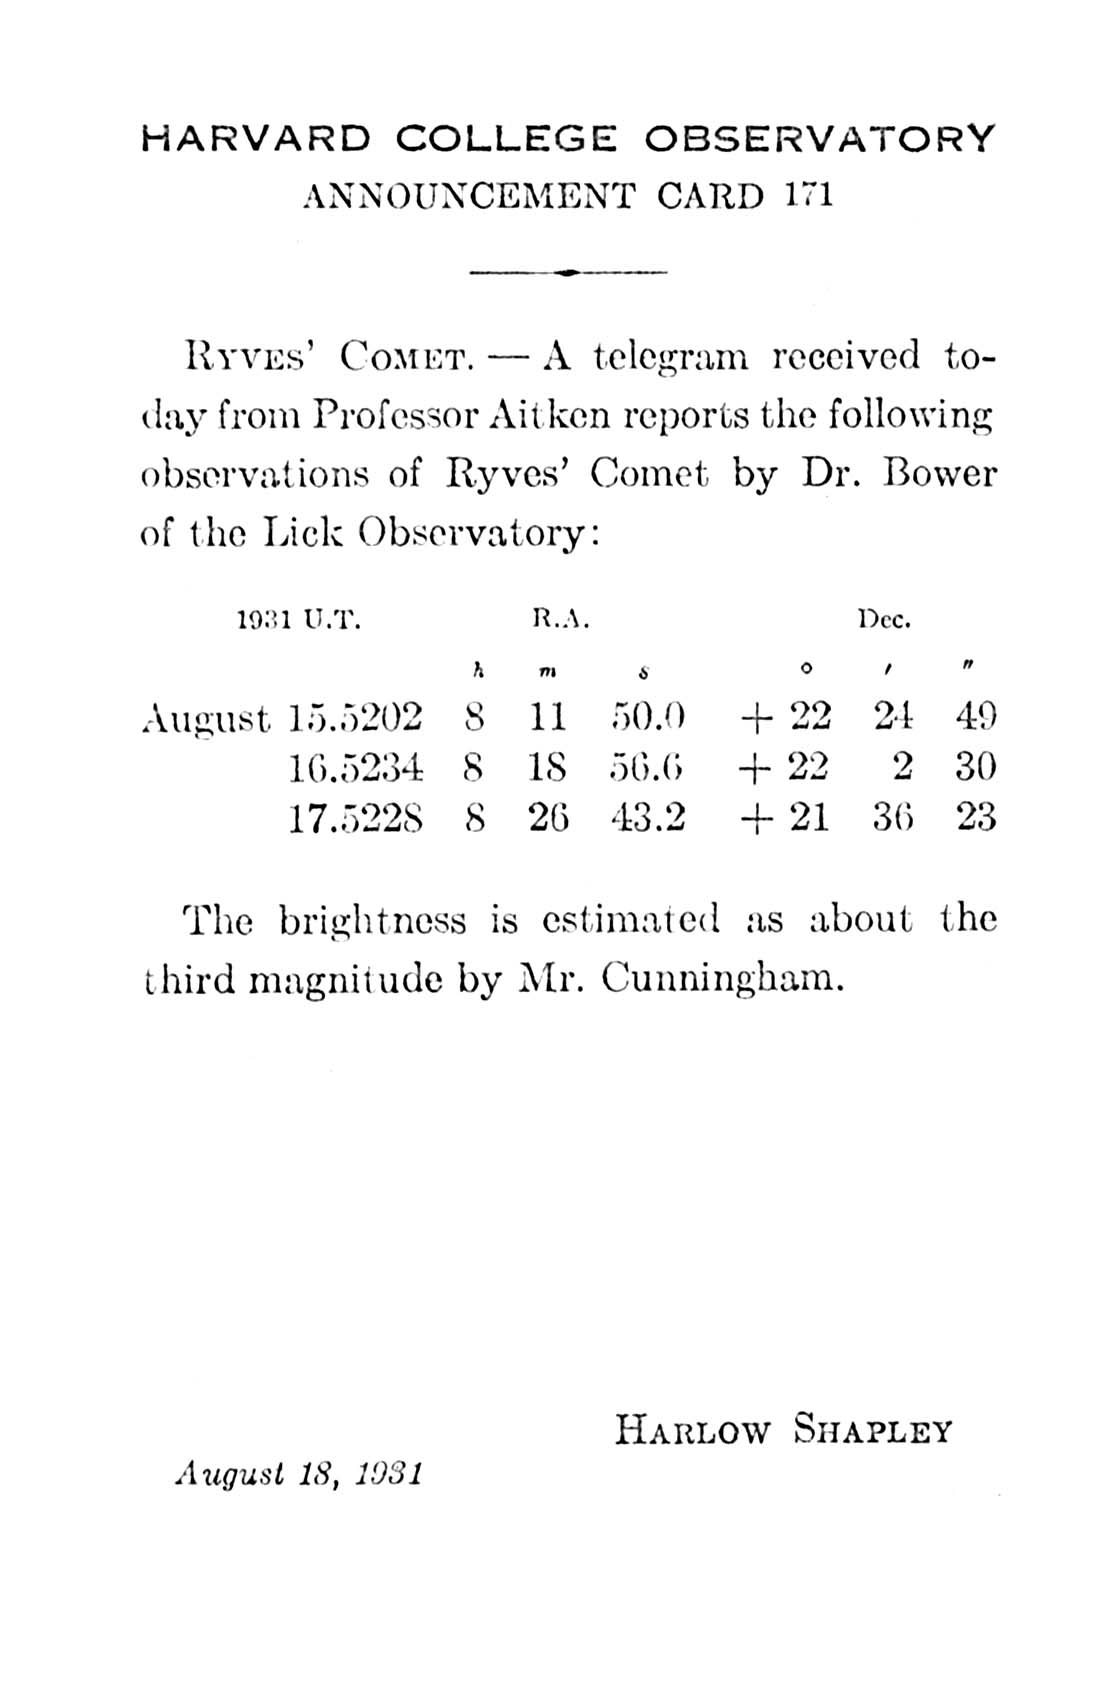 HARVARD COLLEGE OBSERVATORY
ANNOUNCEMENT CARD 171
RYVES' COMET. — A telegram received to-
day from Professor Aitken reports the following
observations of Ryves' Comet by Dr. Bower
of the Lick Observatory:
1931 U.T. R.A. Dec.
h m s ° ′ ″
August 15.5202 8 11 50.0 + 22 24 49
16.5234 8 18 56.6 + 22 2 30
17.5228 8 26 43.2 + 21 36 23
The brightness is estimated as about the
third magnitude by Mr. Cunningham.
HARLOW SHAPLEY
August 18, 1931